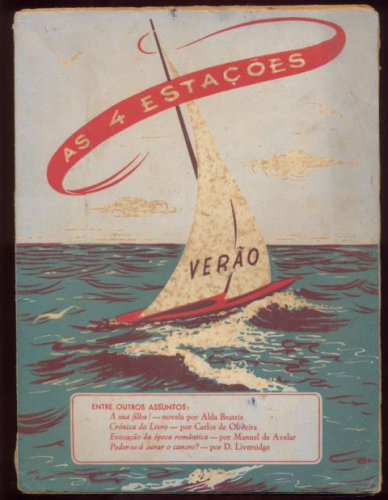 AS 4 ESTAÇÕES
VERÃO
ENTRE OUTROS ASSUNTOS:
A sua filha! — novela por Alda Beatriz
Crónica do Livro — por Carlos de Oliveira
Evocação da época romântica — por Manuel de Avelar
Poder-se-á curar o cancro? — por D. Liversidge